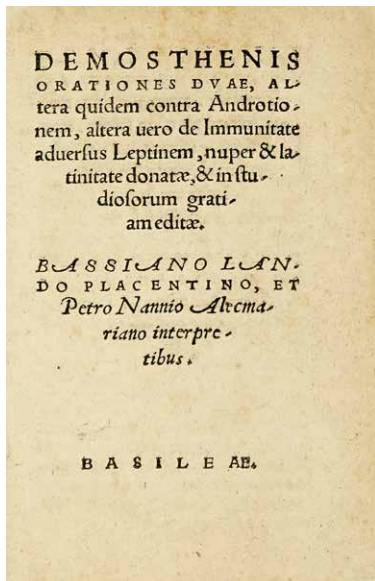 DEMOSTHENIS
ORATIONES DVAE, AL-
tera quidem contra Androtio-
nem, altera uero de Immunitate
aduerſus Leptinem, nuper & la-
tinitate donatæ, & in ſtu-
dioſorum grati-
am editæ.
BASSIANO LAN-
DO PLACENTINO, ET
Petro Nannio Alcma-
riano interpre-
tibus.
BASILEAE.